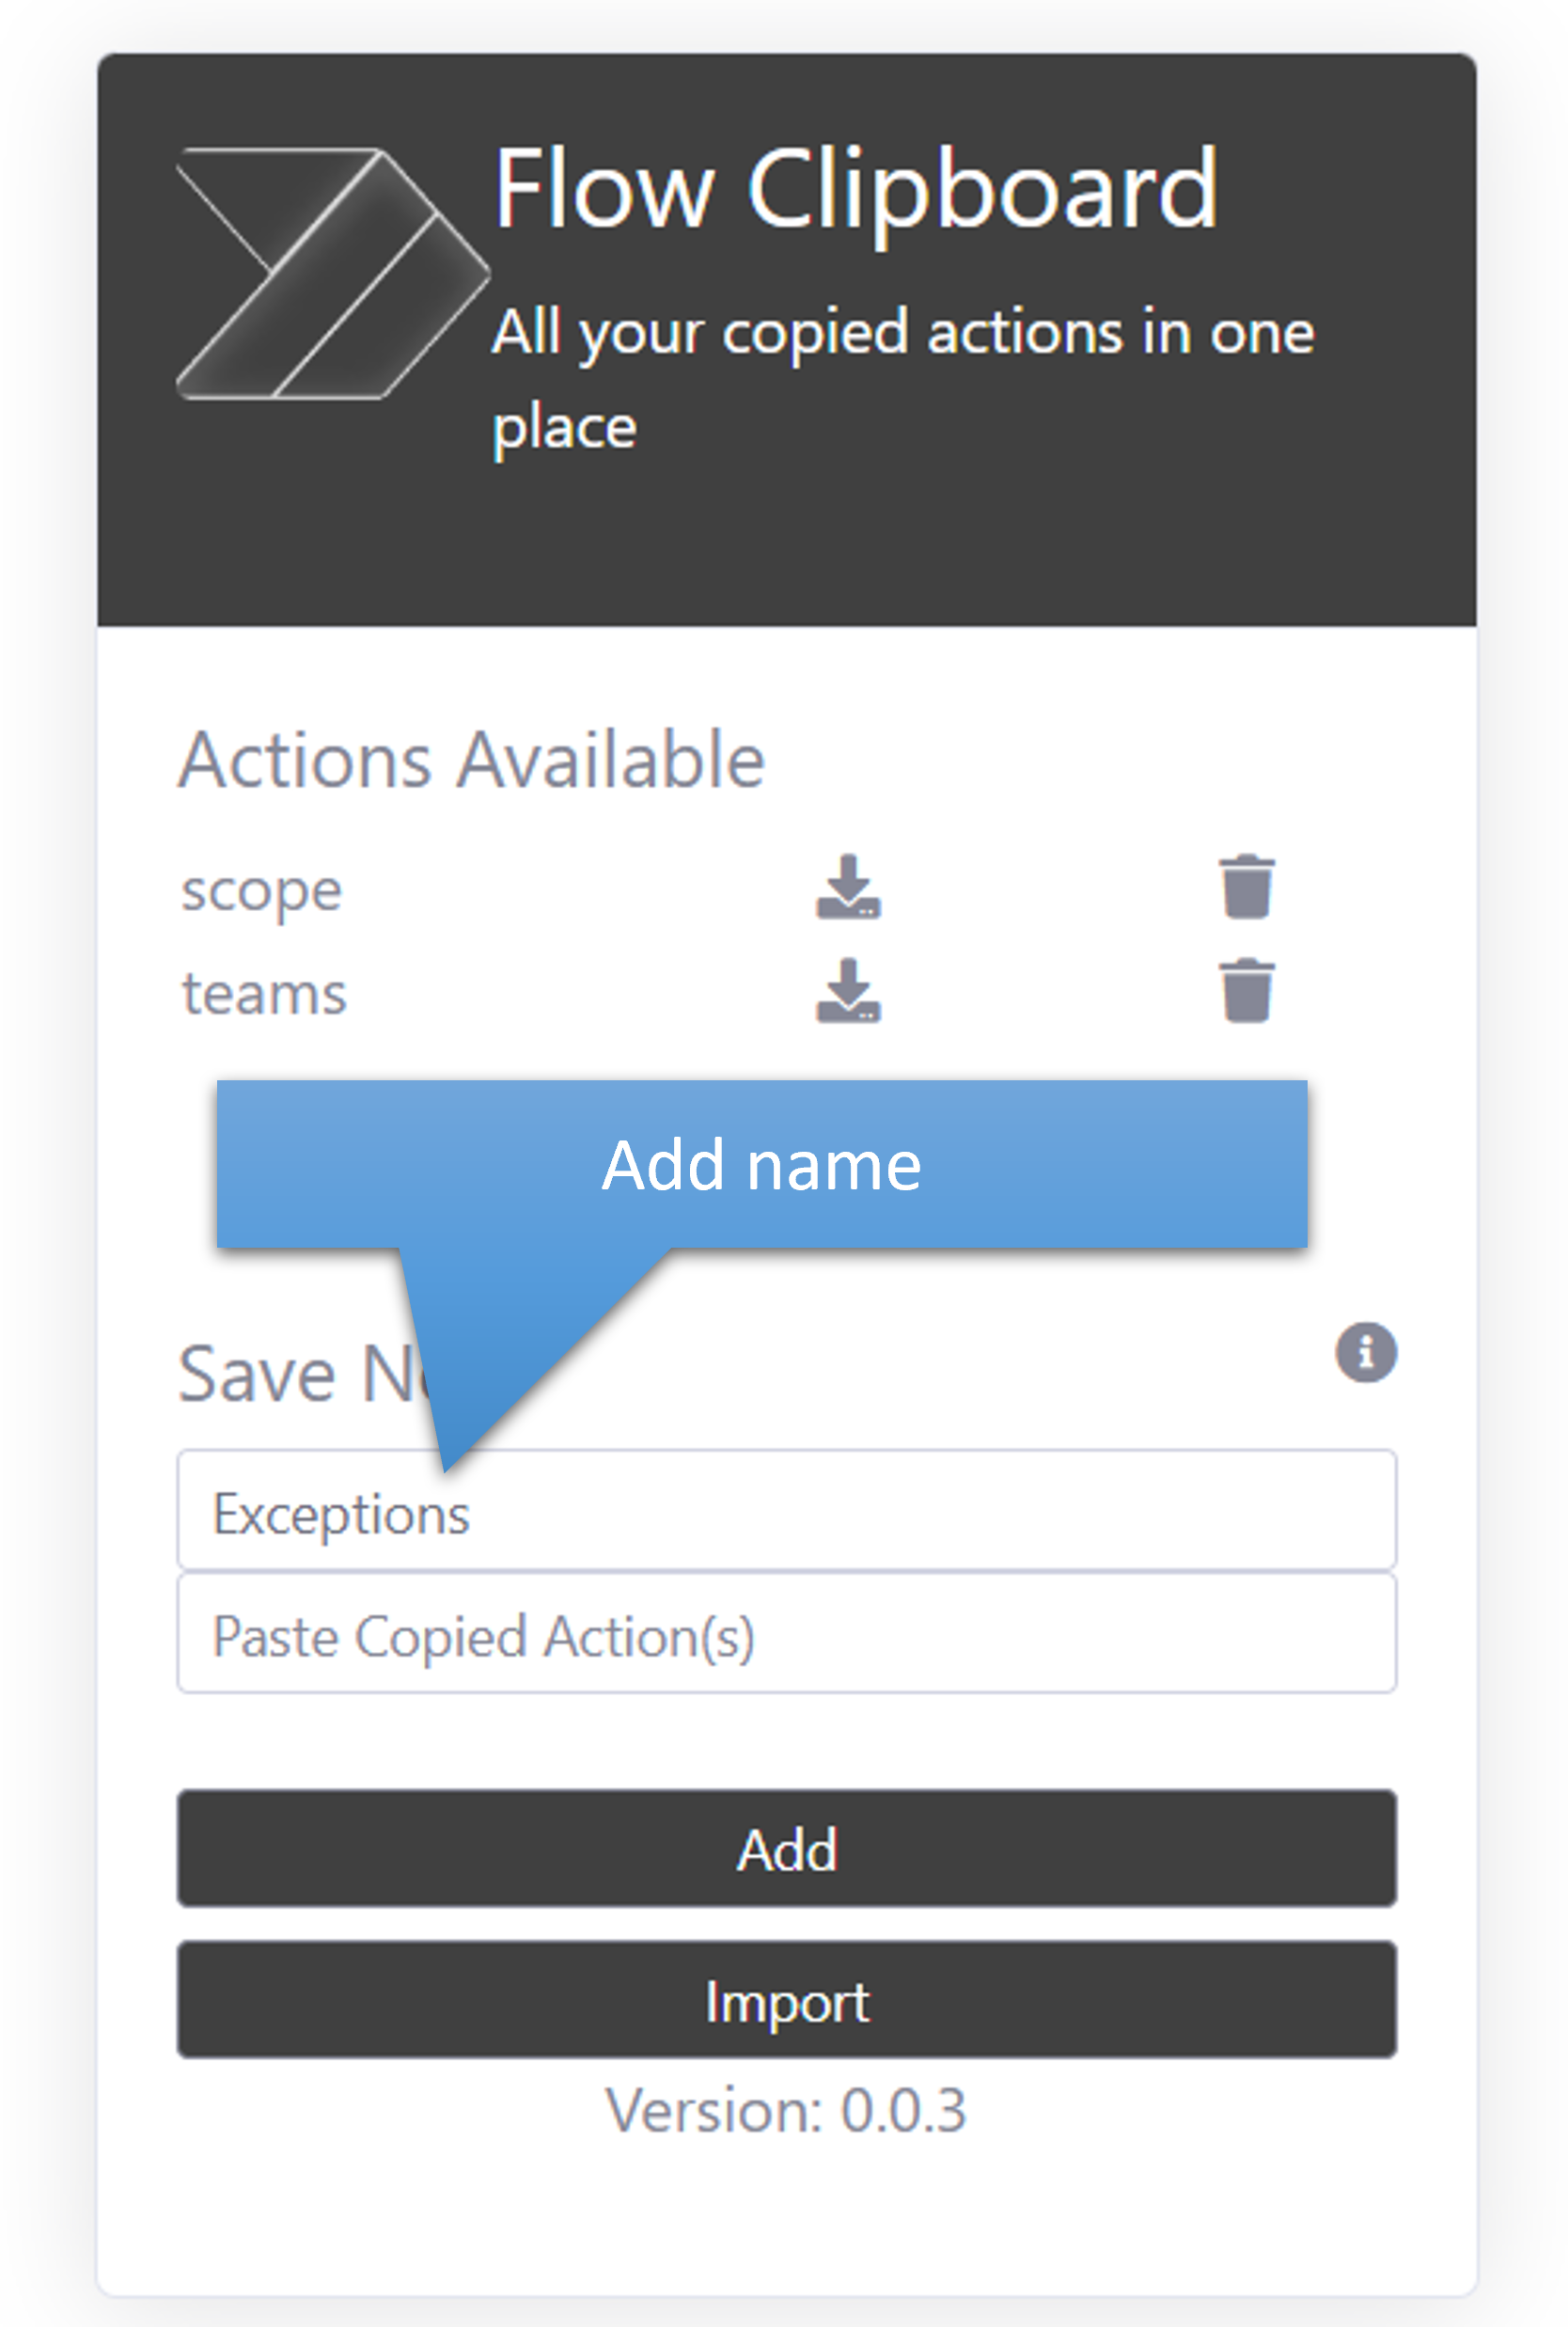 Flow Clipboard
All your copied actions in one
place
Actions Available
scope
teams
Add name
Save
Exceptions
Paste Copied Action(s)
Add
Import
Version: 0.0.3